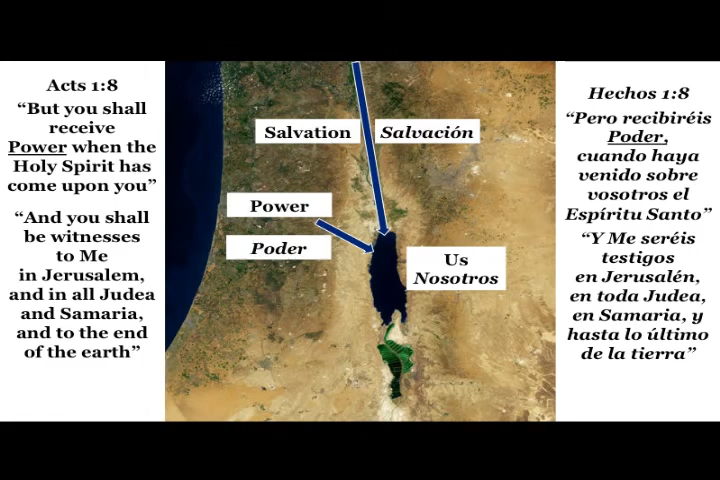 Acts 1:8
“But you shall
receive
Power when the
Holy Spirit has
come upon you”
“And you shall
be witnesses
to Me
in Jerusalem,
and in all Judea
and Samaria,
and to the end
of the earth”
Salvation
Salvación
Power
Poder
Us
Nosotros
Hechos 1:8
“Pero recibiréis
Poder,
cuando haya
venido sobre
vosotros el
Espíritu Santo”
“Y Me seréis
testigos
en Jerusalén,
en toda Judea,
en Samaria, y
hasta lo último
de la tierra”